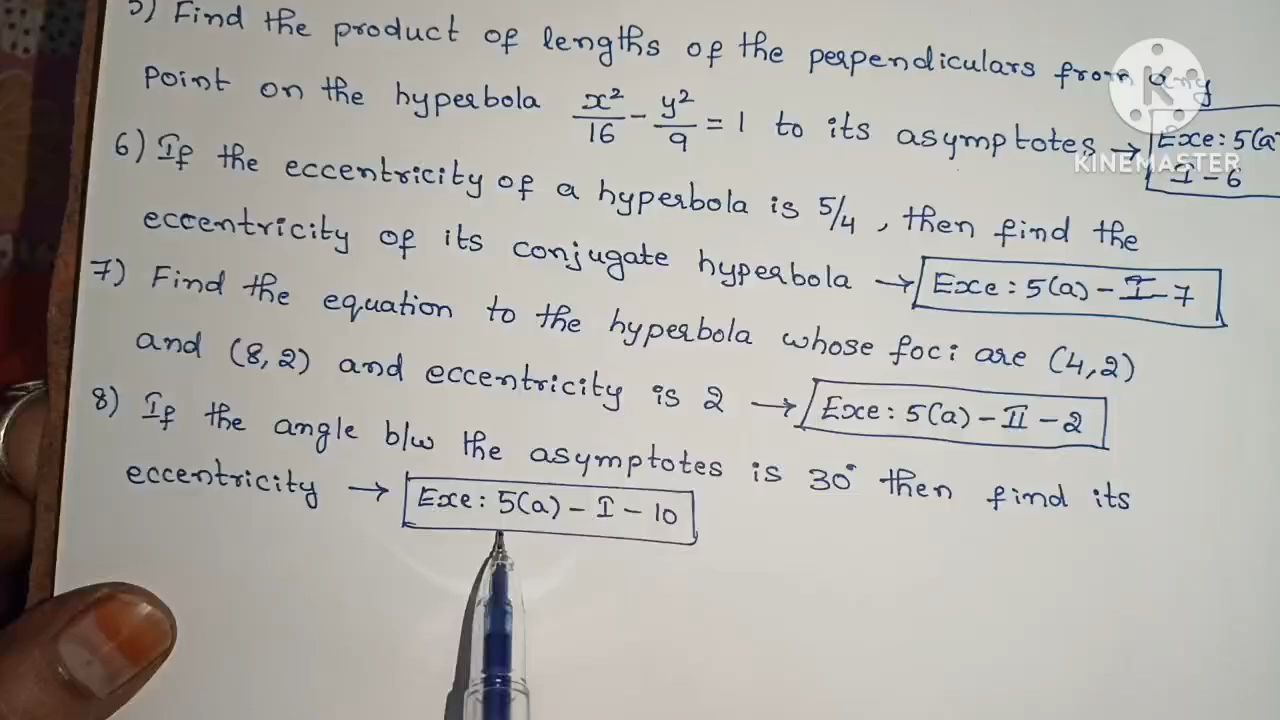 5) Find the product of lengths of the perpendiculars from any
Point on the hyperbola x²/16 - y²/9 = 1 to its asymptotes → Exe: 5(a)
I - 6
KINEMASTER
6) If the eccentricity of a hyperbola is 5/4, then find the
eccentricity of its conjugate hyperbola → Exe: 5(a) - I - 7
7) Find the equation to the hyperbola whose foci are (4,2)
and (8,2) and eccentricity is 2 → Exe: 5(a) - II - 2
8) If the angle b/w the asymptotes is 30° then find its
eccentricity → Exe: 5(a) - I - 10